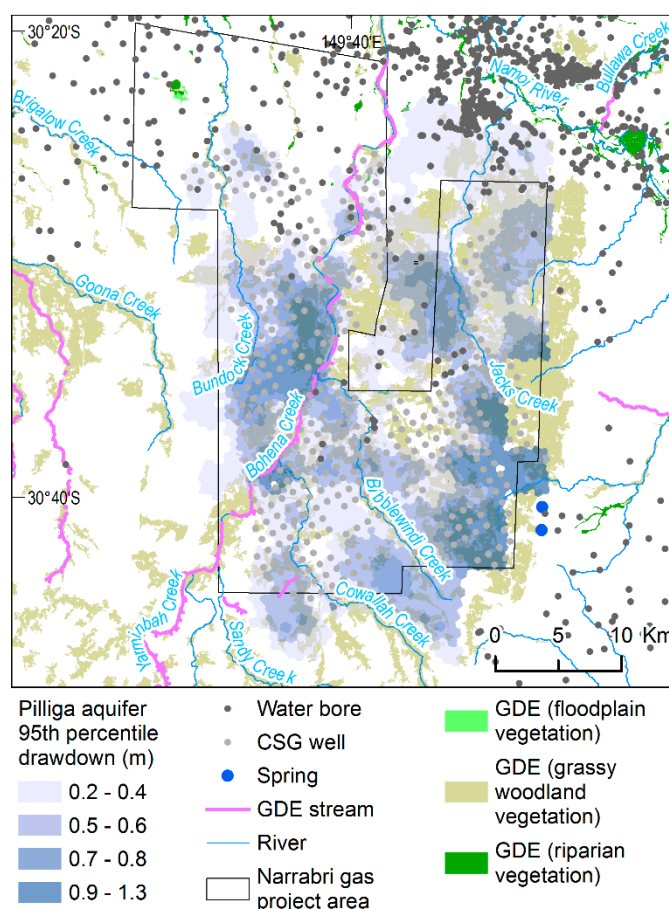 30°20'S
149°40'E
Bullawa Creek
Namoi River
Brigalow Creek
Goona Creek
Bundock Creek
Jacks Creek
Bohena Creek
30°40'S
Bibblewindi Creek
Cowallah Creek
Yarminbah Creek
Sandy Creek
0 5 10 Km
Pilliga aquifer
95th percentile
drawdown (m)
0.2 - 0.4
0.5 - 0.6
0.7 - 0.8
0.9 - 1.3
Water bore
CSG well
Spring
GDE stream
River
Narrabri gas
project area
GDE (floodplain
vegetation)
GDE (grassy
woodland
vegetation)
GDE (riparian
vegetation)